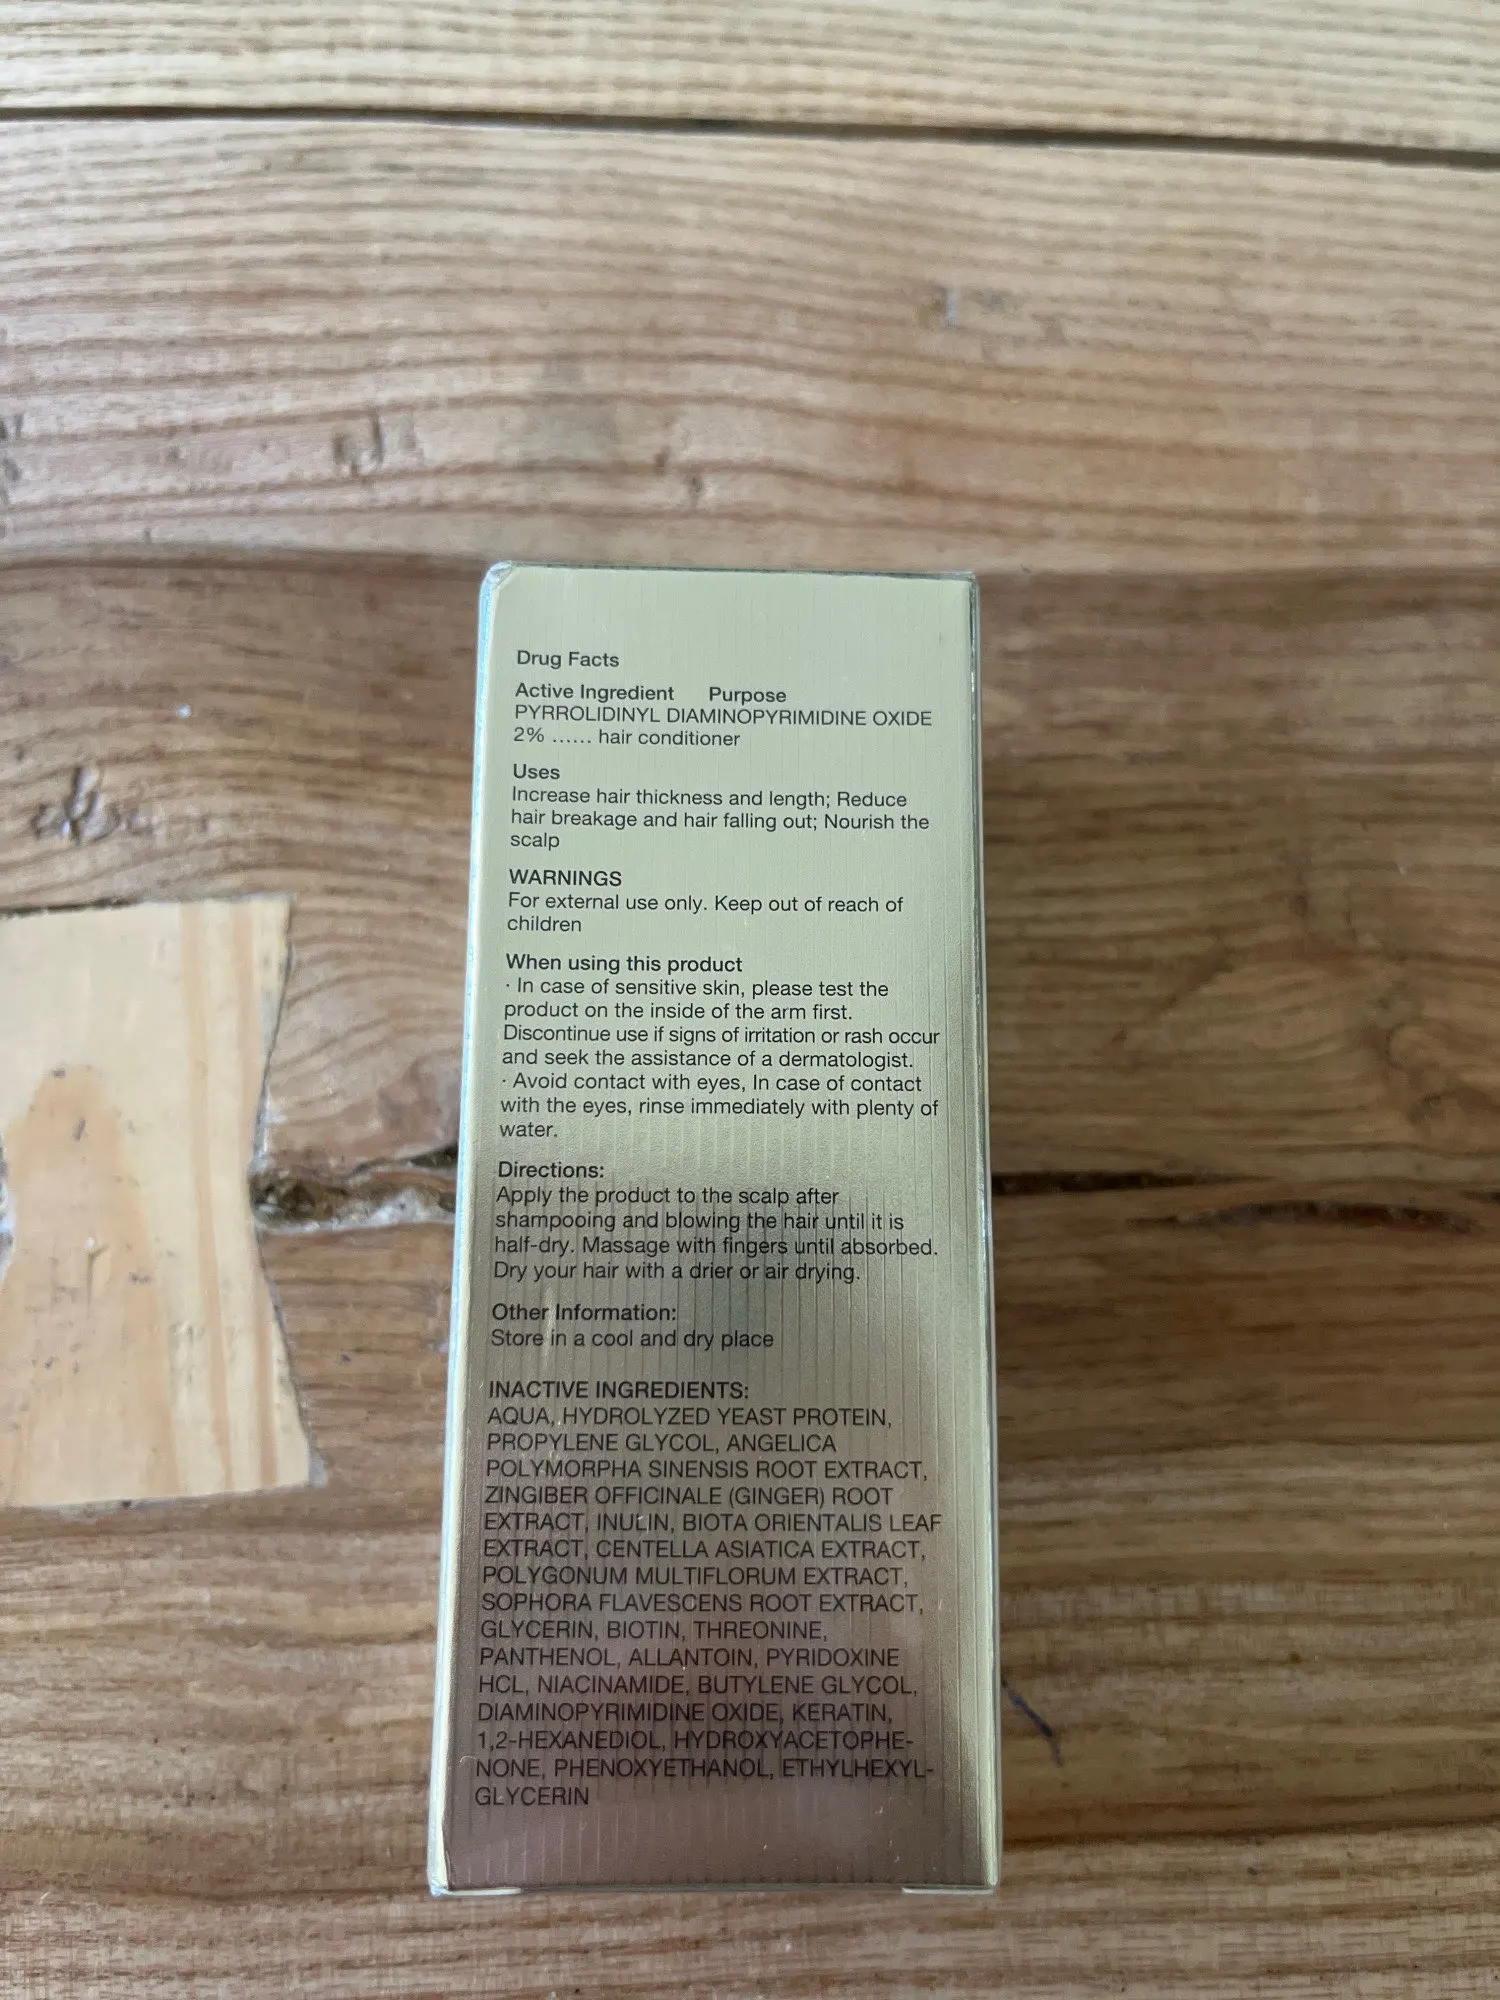 Drug Facts
Active Ingredient Purpose
PYRROLIDINYL DIAMINOPYRIMIDINE OXIDE
2% ...... hair conditioner
Uses
Increase hair thickness and length; Reduce
hair breakage and hair falling out; Nourish the
scalp
WARNINGS
For external use only. Keep out of reach of
children
When using this product
· In case of sensitive skin, please test the
product on the inside of the arm first.
Discontinue use if signs of irritation or rash occur
and seek the assistance of a dermatologist.
· Avoid contact with eyes, In case of contact
with the eyes, rinse immediately with plenty of
water.
Directions:
Apply the product to the scalp after
shampooing and blowing the hair until it is
half-dry. Massage with fingers until absorbed.
Dry your hair with a drier or air drying.
Other Information:
Store in a cool and dry place
INACTIVE INGREDIENTS:
AQUA, HYDROLYZED YEAST PROTEIN,
PROPYLENE GLYCOL, ANGELICA
POLYMORPHA SINENSIS ROOT EXTRACT,
ZINGIBER OFFICINALE (GINGER) ROOT
EXTRACT, INULIN, BIOTA ORIENTALIS LEAF
EXTRACT, CENTELLA ASIATICA EXTRACT,
POLYGONUM MULTIFLORUM EXTRACT,
SOPHORA FLAVESCENS ROOT EXTRACT,
GLYCERIN, BIOTIN, THREONINE,
PANTHENOL, ALLANTOIN, PYRIDOXINE
HCL, NIACINAMIDE, BUTYLENE GLYCOL,
DIAMINOPYRIMIDINE OXIDE, KERATIN,
1,2-HEXANEDIOL, HYDROXYACETOPHE-
NONE, PHENOXYETHANOL, ETHYLHEXYL-
GLYCERIN